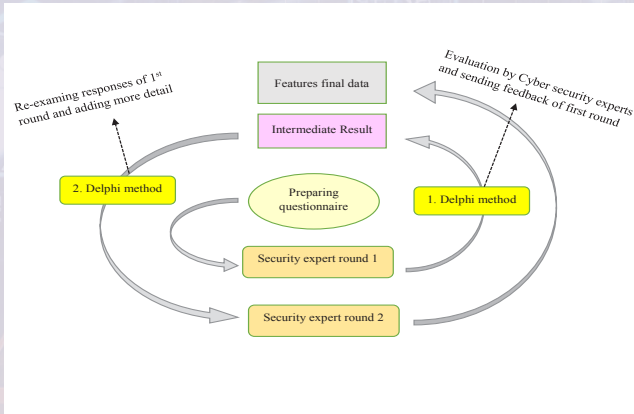 Re-examing responses of 1st
round and adding more detail
Evaluation by Cyber security experts
and sending feedback of first round
Features final data
Intermediate Result
2. Delphi method
Preparing
questionnaire
1. Delphi method
Security expert round 1
Security expert round 2